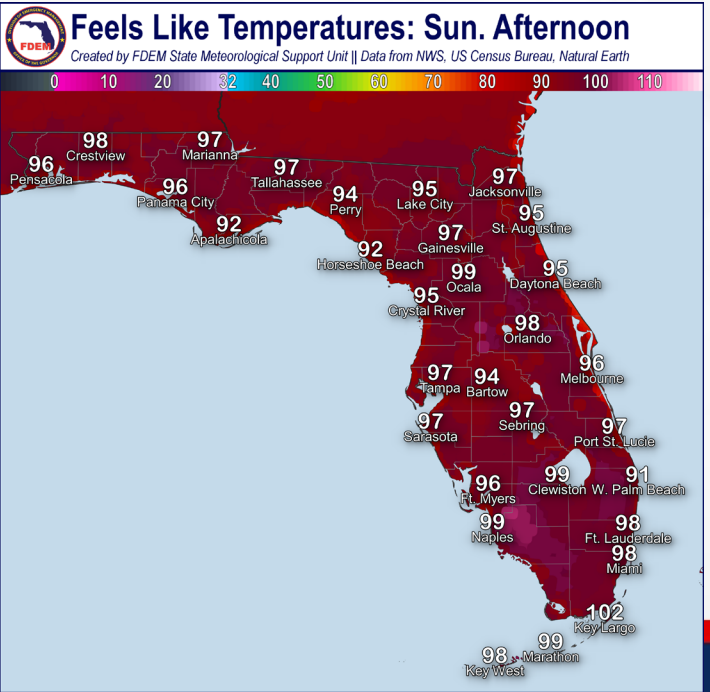 FDEM
Feels Like Temperatures: Sun. Afternoon
Created by FDEM State Meteorological Support Unit || Data from NWS, US Census Bureau, Natural Earth
0 10 20 32 40 50 60 70 80 90 100 110
98
Crestview
97
Marianna
96
Pensacola
97
Tallahassee
96
Panama City
94
Perry
95
Lake City
97
Jacksonville
92
Apalachicola
95
St. Augustine
92
Horseshoe Beach
97
Gainesville
99
Ocala
95
Daytona Beach
95
Crystal River
98
Orlando
96
Melbourne
97
Tampa
94
Bartow
97
Sebring
97
Sarasota
97
Port St. Lucie
96
Ft. Myers
99
Clewiston
91
W. Palm Beach
99
Naples
98
Ft. Lauderdale
98
Miami
102
Key Largo
99
Marathon
98
Key West